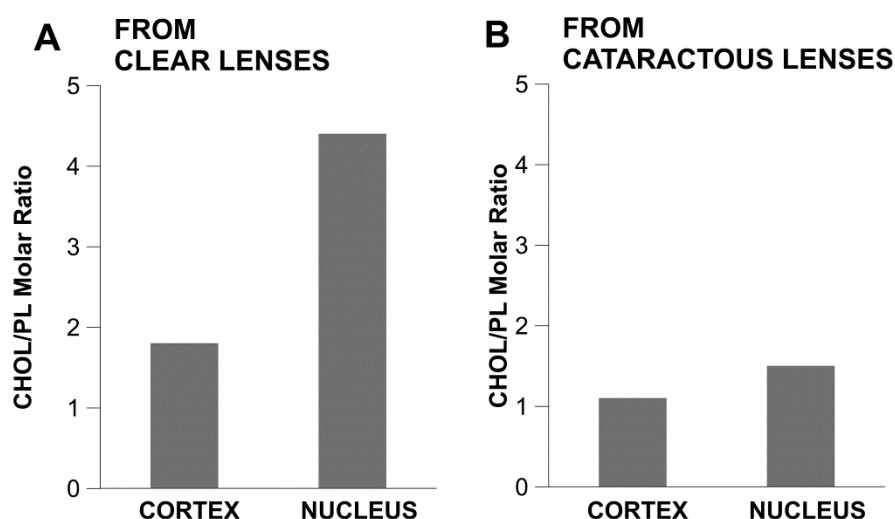 A
FROM
CLEAR LENSES
CHOL/PL Molar Ratio
5
4
3
2
1
0
CORTEX NUCLEUS
B
FROM
CATARACTOUS LENSES
CHOL/PL Molar Ratio
5
4
3
2
1
0
CORTEX NUCLEUS